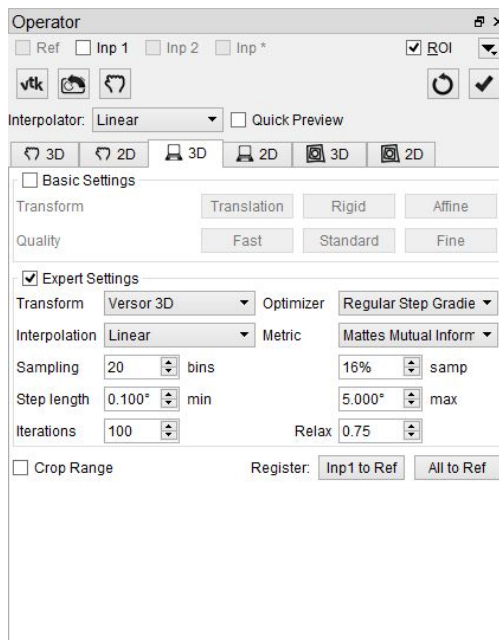 Operator
Ref Inp 1 Inp 2 Inp * ROI
vtk
Interpolator: Linear Quick Preview
3D 2D 3D 2D 3D 2D
Basic Settings
Transform Translation Rigid Affine
Quality Fast Standard Fine
Expert Settings
Transform Versor 3D Optimizer Regular Step Gradie
Interpolation Linear Metric Mattes Mutual Inform
Sampling 20 bins 16% samp
Step length 0.100° min 5.000° max
Iterations 100 Relax 0.75
Crop Range Register: Inp1 to Ref All to Ref